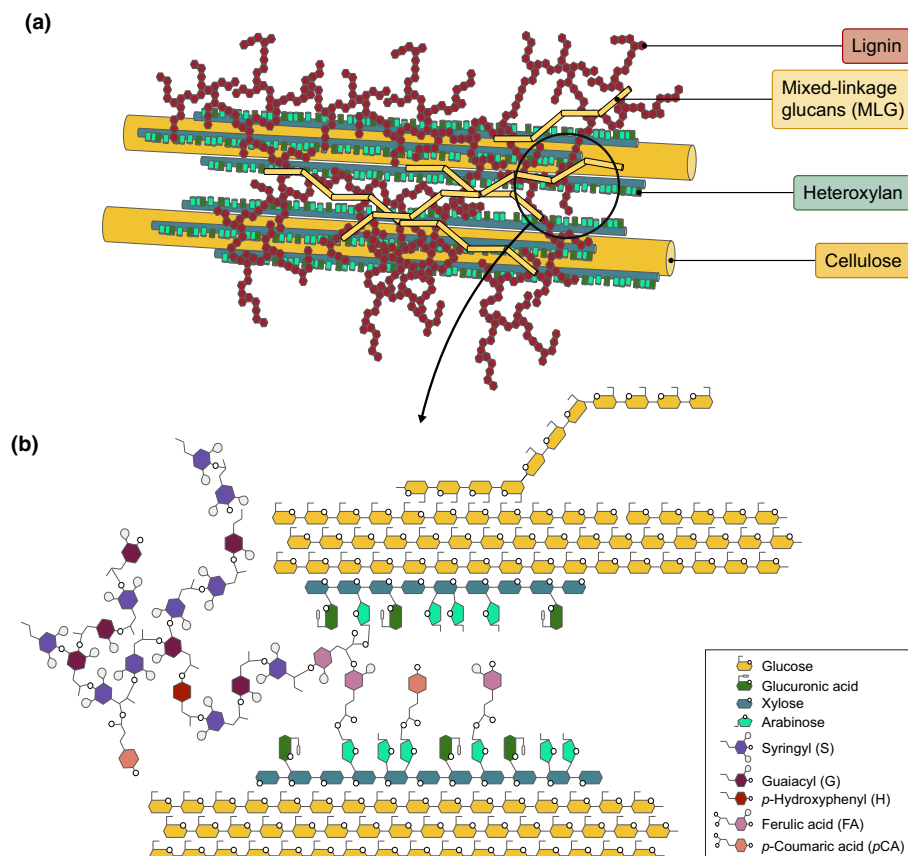 (a)
Lignin
Mixed-linkage
glucans (MLG)
Heteroxylan
Cellulose
(b)
Glucose
Glucuronic acid
Xylose
Arabinose
Syringyl (S)
Guaiacyl (G)
p-Hydroxyphenyl (H)
Ferulic acid (FA)
p-Coumaric acid (pCA)